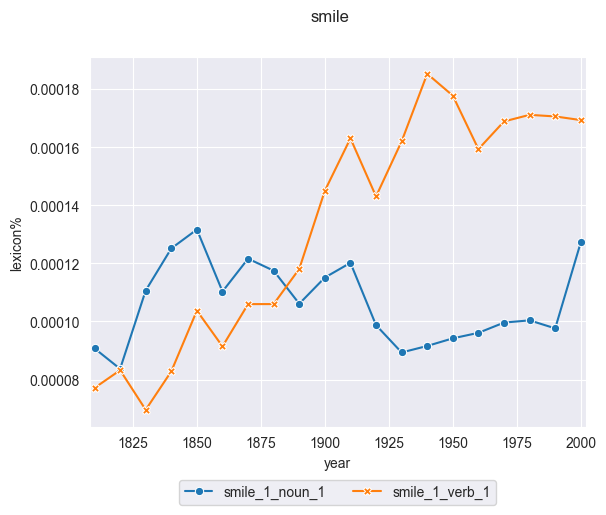 smile
0.00018
0.00016
0.00014
0.00012
0.00010
0.00008
lexicon%
1825 1850 1875 1900 1925 1950 1975 2000
year
smile_1_noun_1 smile_1_verb_1